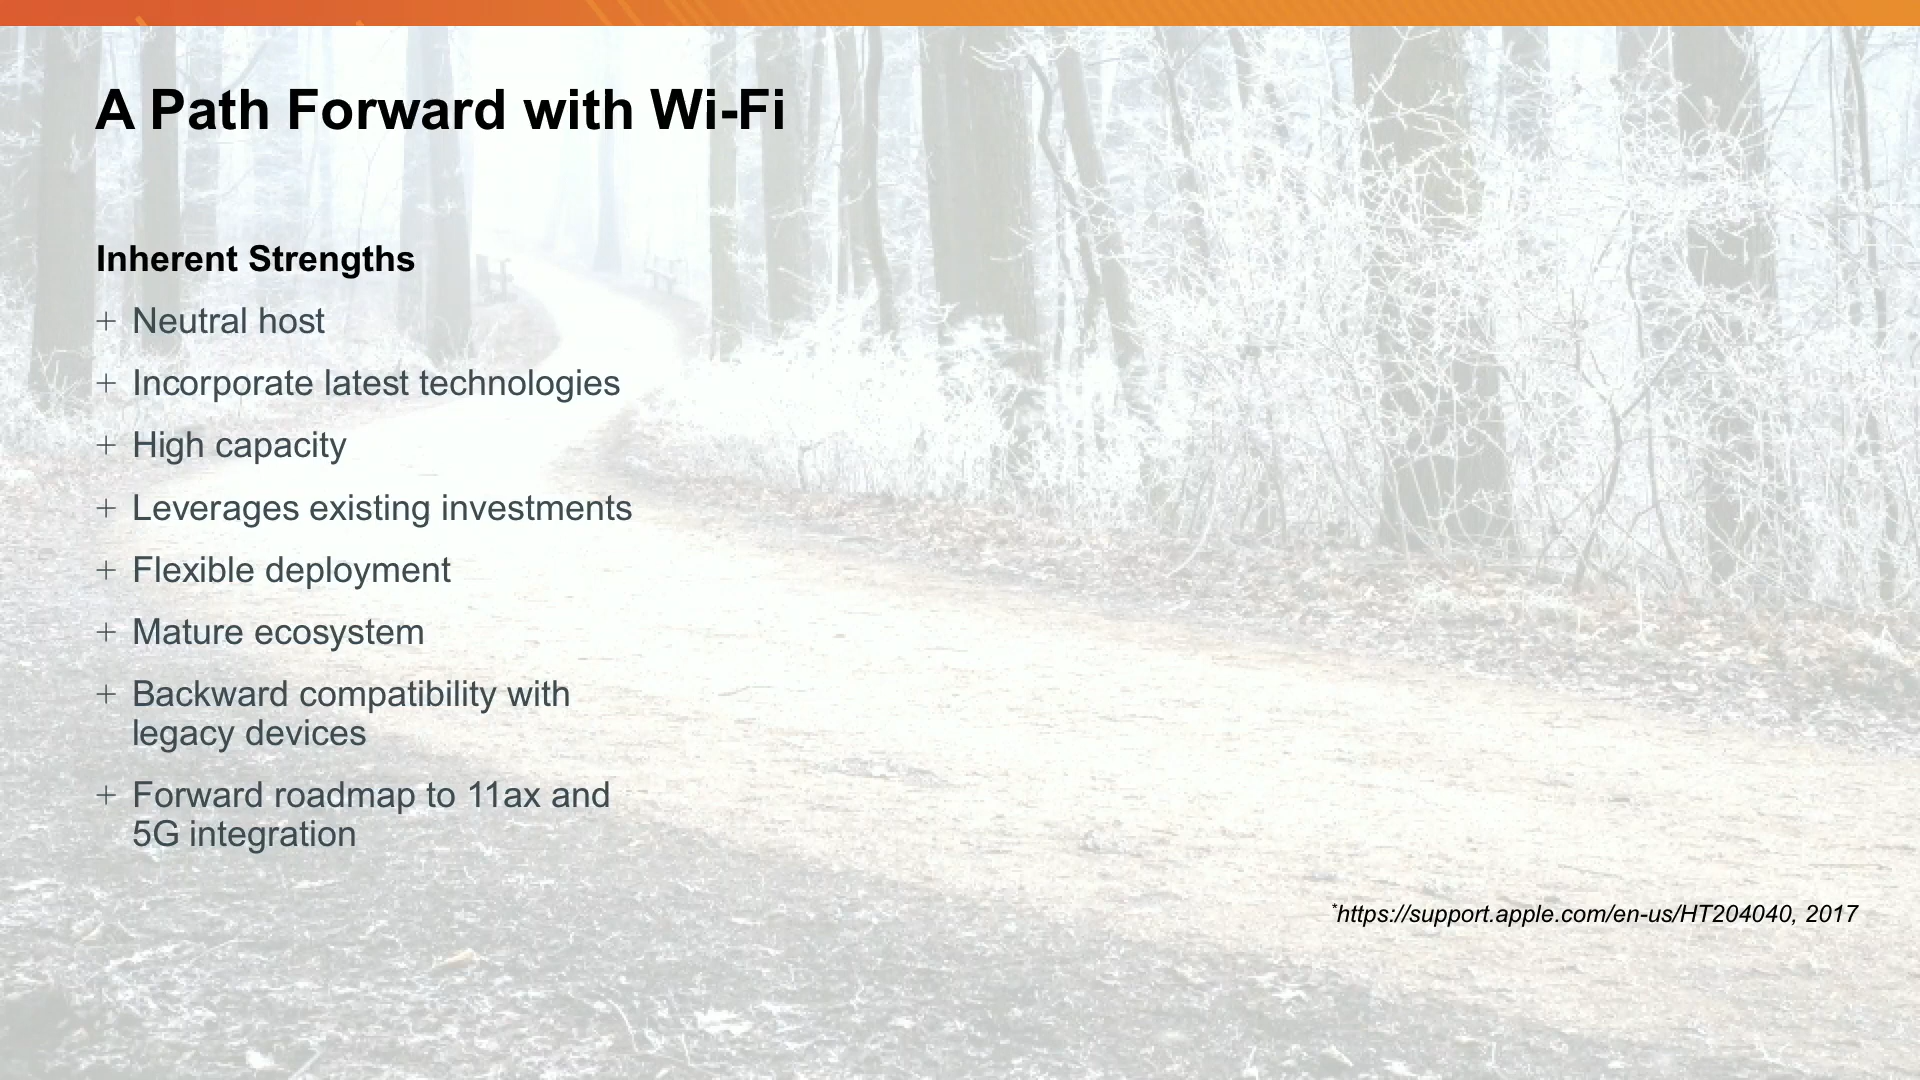 A Path Forward with Wi-Fi
Inherent Strengths
+ Neutral host
+ Incorporate latest technologies
+ High capacity
+ Leverages existing investments
+ Flexible deployment
+ Mature ecosystem
+ Backward compatibility with
legacy devices
+ Forward roadmap to 11ax and
5G integration
*https://support.apple.com/en-us/HT204040, 2017